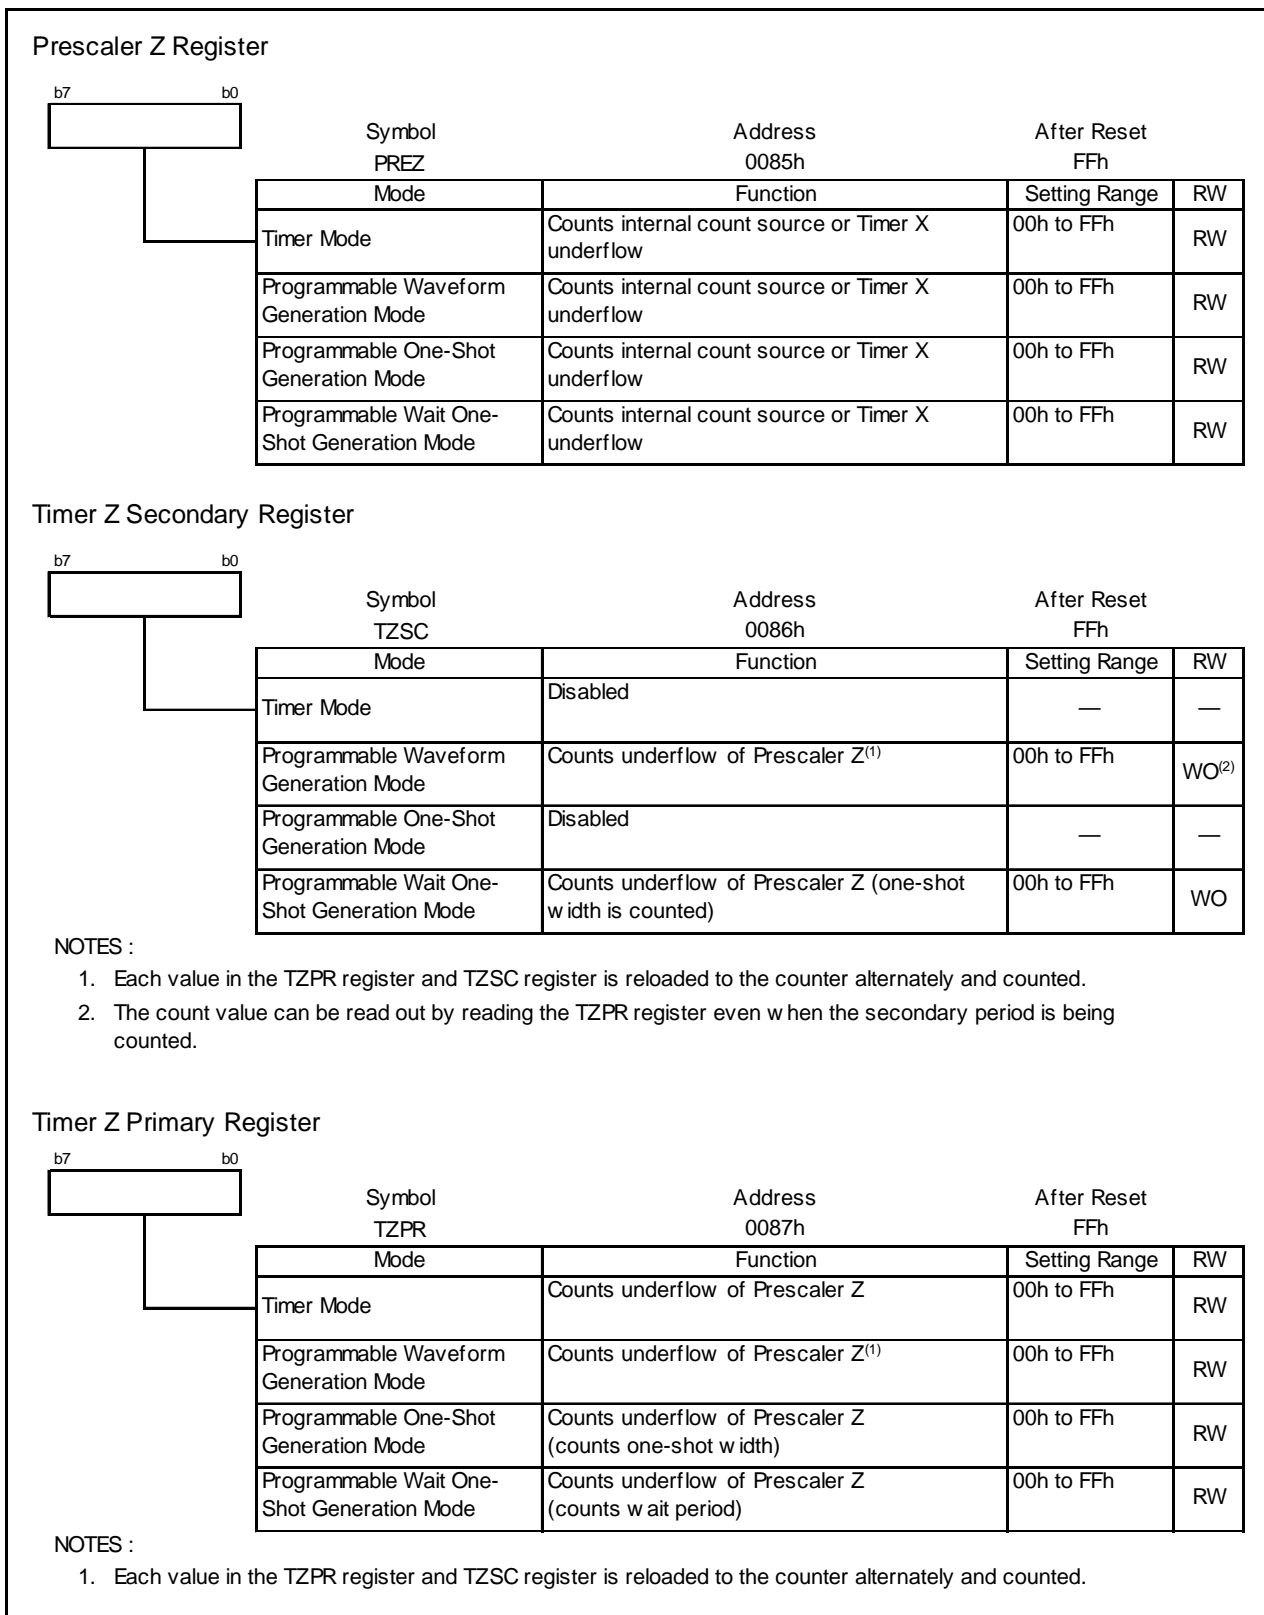 Prescaler Z Register
b7 b0
Symbol Address After Reset
PREZ 0085h FFh
Mode Function Setting Range RW
Timer Mode Counts internal count source or Timer X underflow 00h to FFh RW
Programmable Waveform Generation Mode Counts internal count source or Timer X underflow 00h to FFh RW
Programmable One-Shot Generation Mode Counts internal count source or Timer X underflow 00h to FFh RW
Programmable Wait One-Shot Generation Mode Counts internal count source or Timer X underflow 00h to FFh RW
Timer Z Secondary Register
b7 b0
Symbol Address After Reset
TZSC 0086h FFh
Mode Function Setting Range RW
Timer Mode Disabled — —
Programmable Waveform Generation Mode Counts underflow of Prescaler Z(1) 00h to FFh WO(2)
Programmable One-Shot Generation Mode Disabled — —
Programmable Wait One-Shot Generation Mode Counts underflow of Prescaler Z (one-shot width is counted) 00h to FFh WO
NOTES :
1. Each value in the TZPR register and TZSC register is reloaded to the counter alternately and counted.
2. The count value can be read out by reading the TZPR register even when the secondary period is being
counted.
Timer Z Primary Register
b7 b0
Symbol Address After Reset
TZPR 0087h FFh
Mode Function Setting Range RW
Timer Mode Counts underflow of Prescaler Z 00h to FFh RW
Programmable Waveform Generation Mode Counts underflow of Prescaler Z(1) 00h to FFh RW
Programmable One-Shot Generation Mode Counts underflow of Prescaler Z (counts one-shot width) 00h to FFh RW
Programmable Wait One-Shot Generation Mode Counts underflow of Prescaler Z (counts wait period) 00h to FFh RW
NOTES :
1. Each value in the TZPR register and TZSC register is reloaded to the counter alternately and counted.